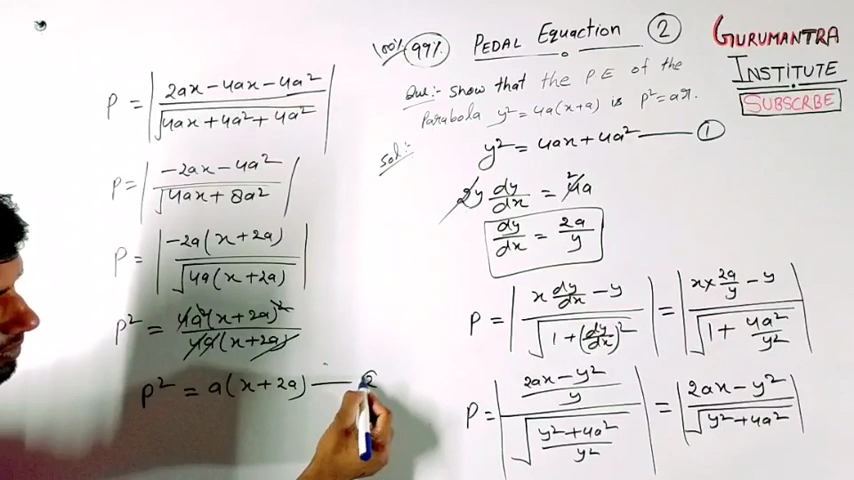 100% 99% PEDAL Equaction 2
GURUMANTRA
INSTITUTE
SUBSCRBE
Que:- Show that the P E of the
Parabola y² = 4a(x+a) is p² = ar.
Sol:-
y² = 4ax + 4a² —— 1
2y dy/dx = ²4a
dy/dx = 2a/y
P = | (x dy/dx - y) / √(1 + (dy/dx)²) | = | (x × 2a/y - y) / √(1 + 4a²/y²) |
P = | ((2ax - y²)/y) / √((y² + 4a²)/y²) | = | (2ax - y²) / √(y² + 4a²) |
P = | (2ax - 4ax - 4a²) / √(4ax + 4a² + 4a²) |
P = | (-2ax - 4a²) / √(4ax + 8a²) |
P = | -2a(x + 2a) / √(4a(x + 2a)) |
P² = 4a²(x + 2a)² / 4a(x + 2a)
P² = a(x + 2a) —— 2